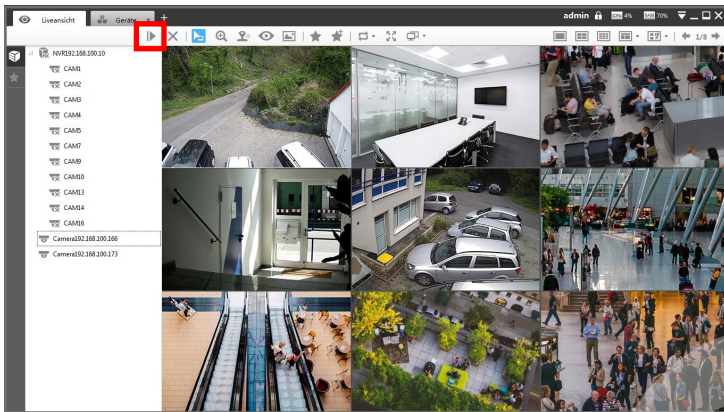 Liveansicht
Geräte
admin
CPU 4%
RAM 70%
1/8
NVR192.168.100.10
CAM1
CAM2
CAM3
CAM4
CAM5
CAM7
CAM9
CAM10
CAM13
CAM14
CAM16
Camera192.168.100.166
Camera192.168.100.173